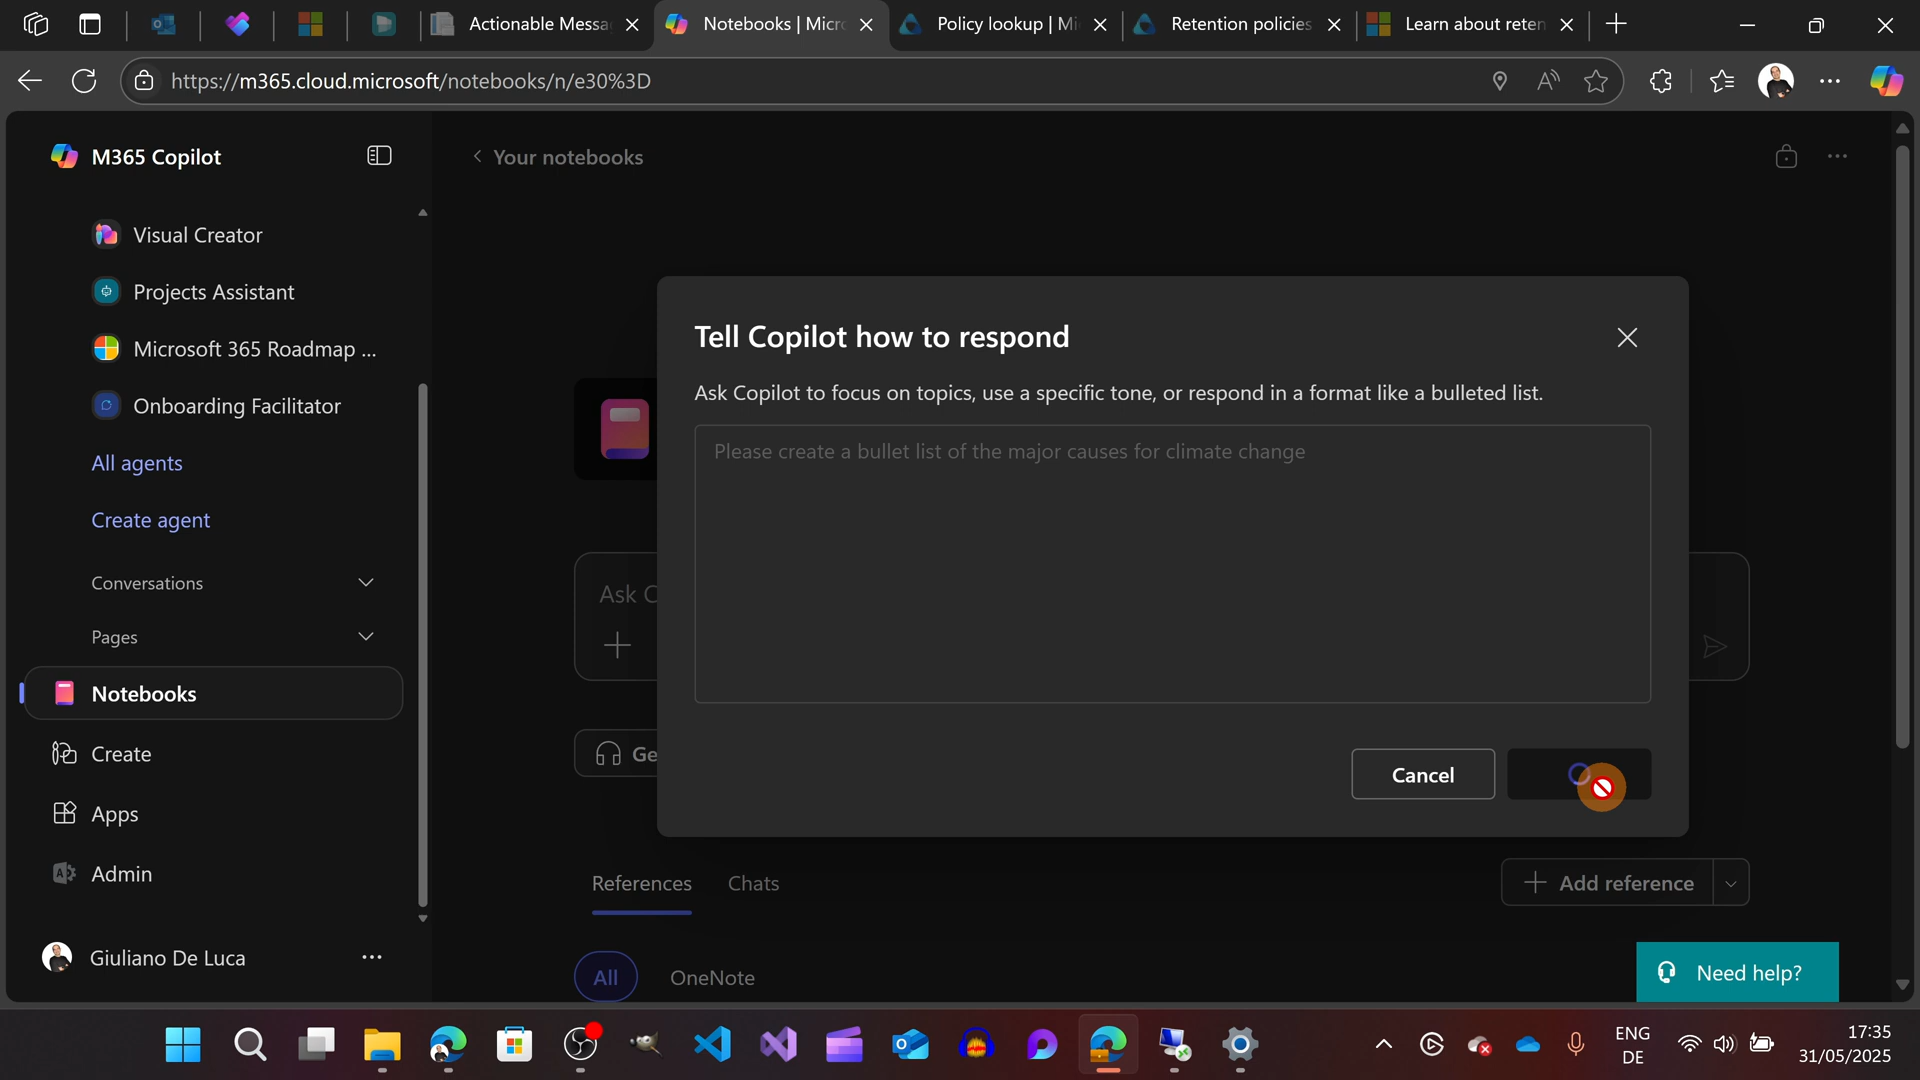 Actionable Messa
Notebooks | Micr
Policy lookup | Mi
Retention policies
Learn about reten
https://m365.cloud.microsoft/notebooks/n/e30%3D
M365 Copilot
Your notebooks
Visual Creator
Projects Assistant
Microsoft 365 Roadmap ...
Onboarding Facilitator
All agents
Create agent
Conversations
Pages
Notebooks
Create
Apps
Admin
Giuliano De Luca
Tell Copilot how to respond
Ask Copilot to focus on topics, use a specific tone, or respond in a format like a bulleted list.
Please create a bullet list of the major causes for climate change
Ask C
Ge
Cancel
References
Chats
Add reference
All
OneNote
Need help?
ENG
DE
17:35
31/05/2025